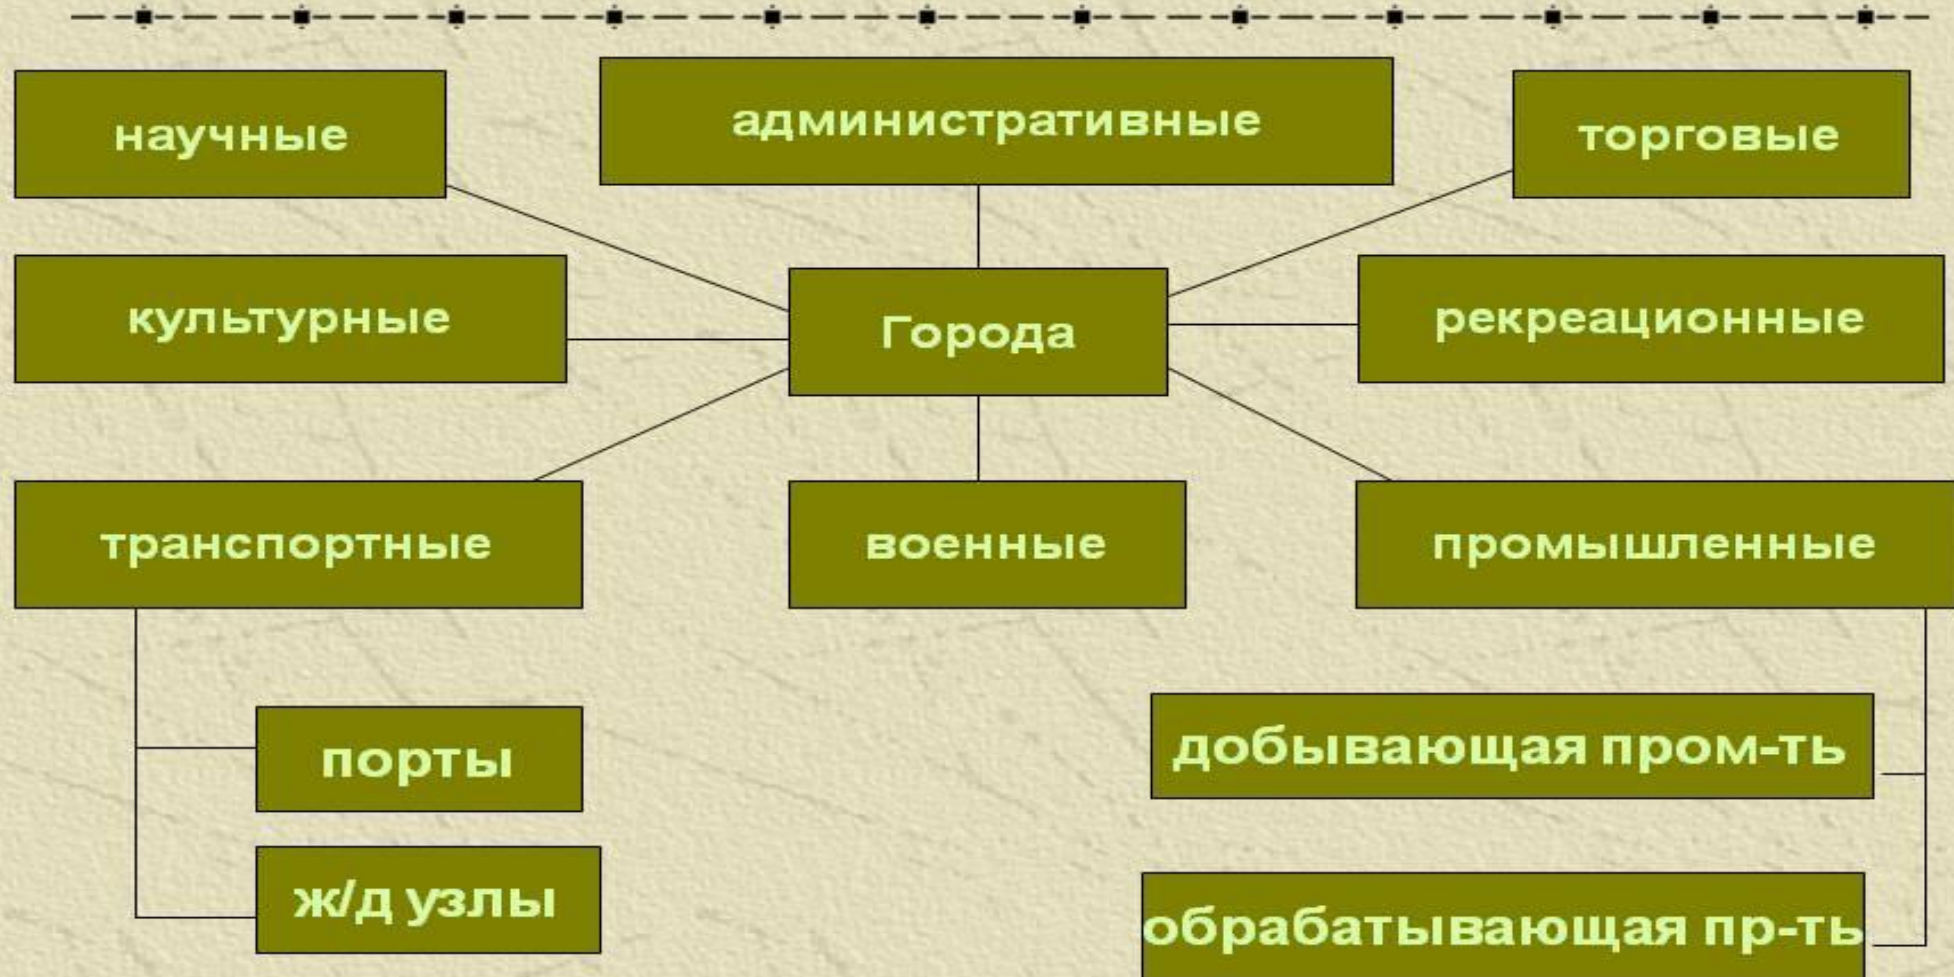 научные
административные
торговые
культурные
Города
рекреационные
транспортные
военные
промышленные
порты
добывающая пром-ть
ж/д узлы
обрабатывающая пр-ть